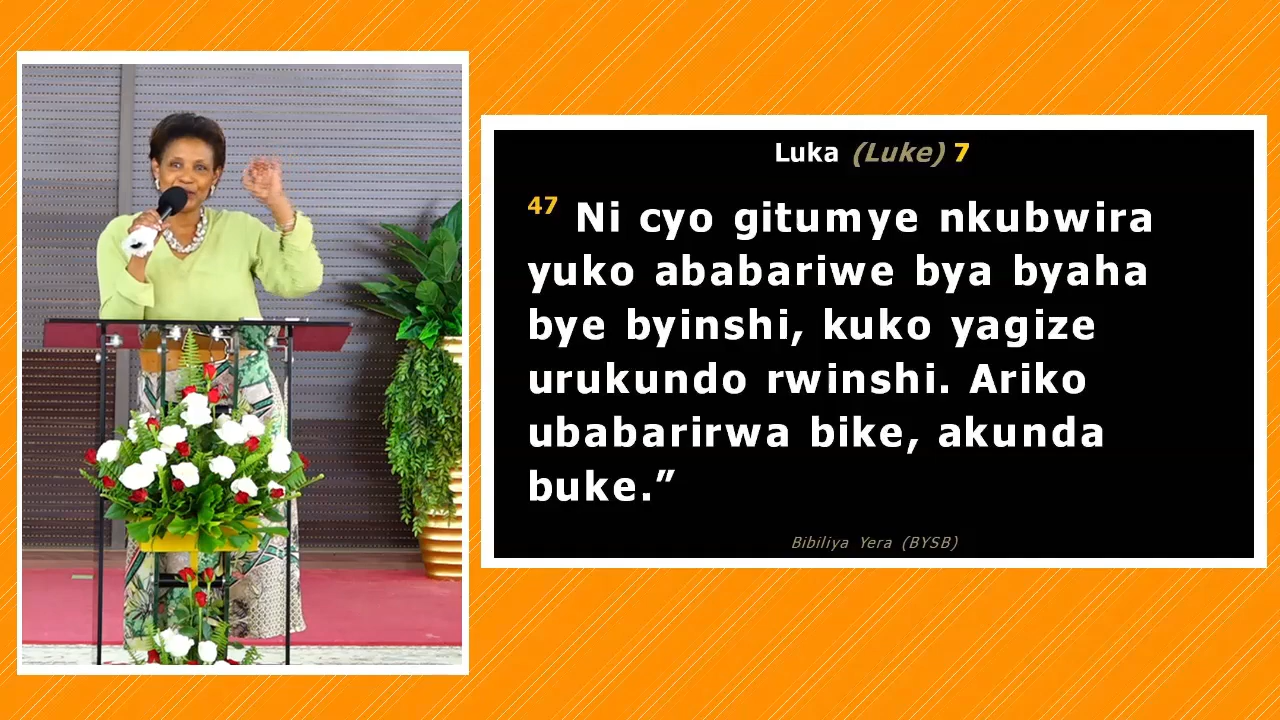 Luka (Luke) 7
47 Ni cyo gitumye nkubwira
yuko ababariwe bya byaha
bye byinshi, kuko yagize
urukundo rwinshi. Ariko
ubabarirwa bike, akunda
buke.”
Bibiliya Yera (BYSB)